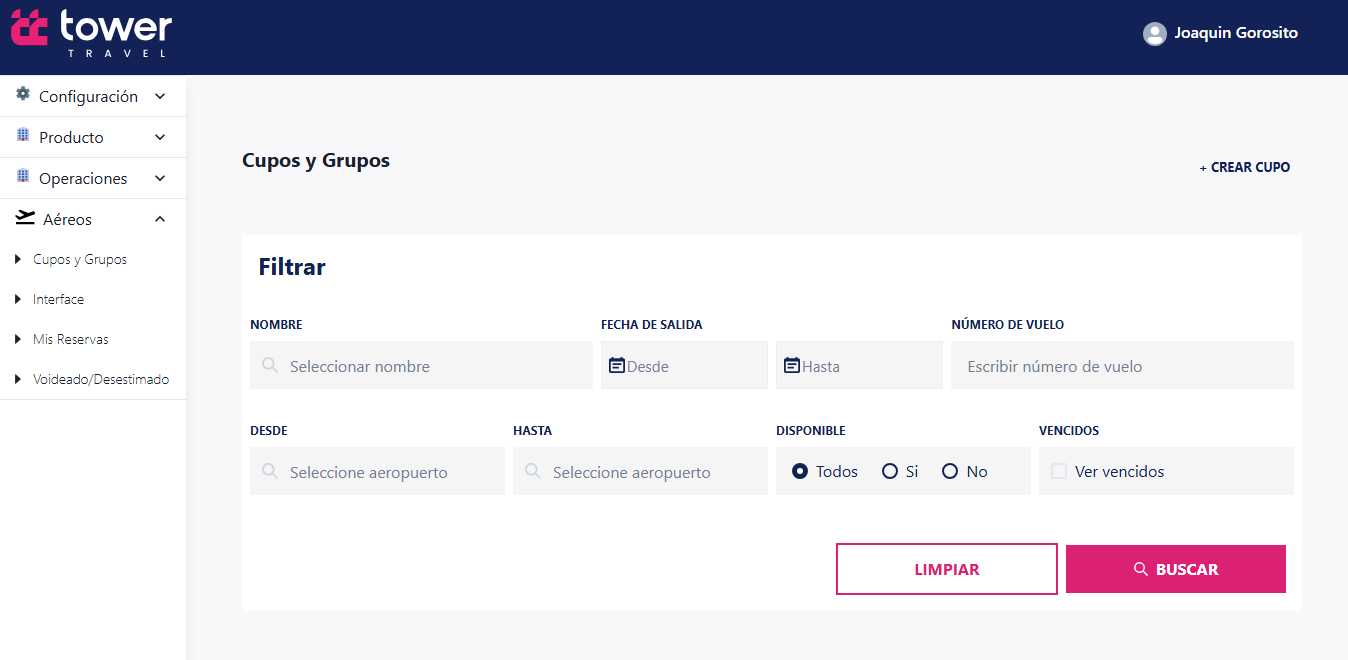 tower
TRAVEL
Joaquin Gorosito
Configuración
Producto
Operaciones
Aéreos
Cupos y Grupos
Interface
Mis Reservas
Voideado/Desestimado
Cupos y Grupos
+ CREAR CUPO
Filtrar
NOMBRE
Seleccionar nombre
FECHA DE SALIDA
Desde
Hasta
NÚMERO DE VUELO
Escribir número de vuelo
DESDE
Seleccione aeropuerto
HASTA
Seleccione aeropuerto
DISPONIBLE
Todos Si No
VENCIDOS
Ver vencidos
LIMPIAR
BUSCAR